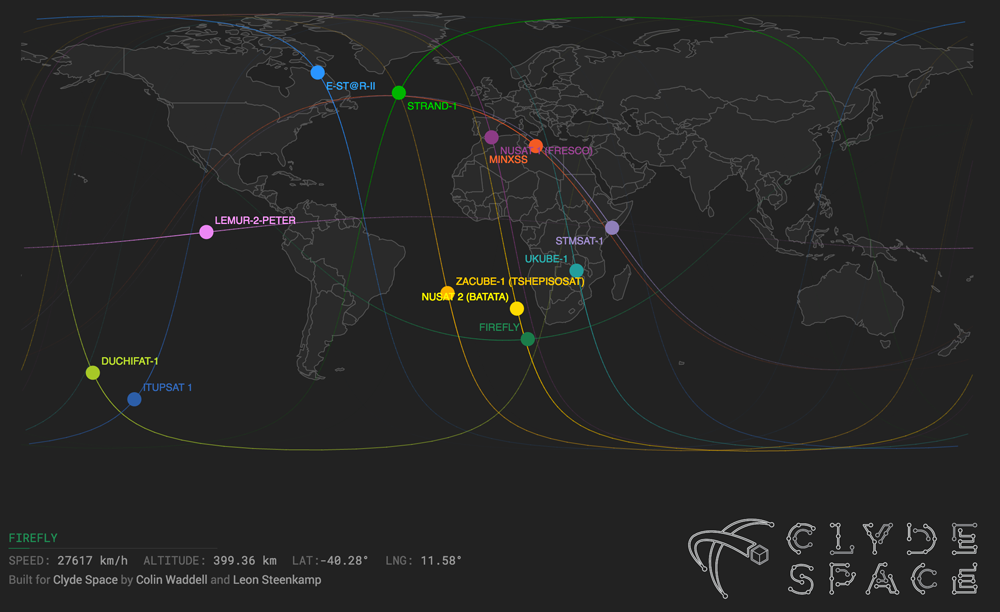 E-ST@R-II
STRAND-1
NUSAT-1 (FRESCO)
MINXSS
LEMUR-2-PETER
STMSAT-1
UKUBE-1
ZACUBE-1 (TSHEPISOSAT)
NUSAT 2 (BATATA)
FIREFLY
DUCHIFAT-1
ITUPSAT 1
FIREFLY
SPEED: 27617 km/h ALTITUDE: 399.36 km LAT:-40.28° LNG: 11.58°
Built for Clyde Space by Colin Waddell and Leon Steenkamp
CLYDE
SPACE